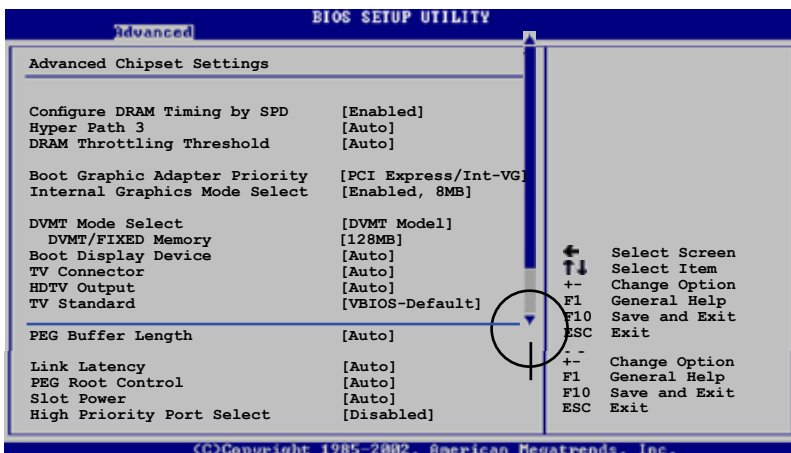 BIOS SETUP UTILITY
Advanced
Advanced Chipset Settings
Configure DRAM Timing by SPD [Enabled]
Hyper Path 3 [Auto]
DRAM Throttling Threshold [Auto]
Boot Graphic Adapter Priority [PCI Express/Int-VG]
Internal Graphics Mode Select [Enabled, 8MB]
DVMT Mode Select [DVMT Model]
DVMT/FIXED Memory [128MB]
Boot Display Device [Auto]
TV Connector [Auto]
HDTV Output [Auto]
TV Standard [VBIOS-Default]
PEG Buffer Length [Auto]
Link Latency [Auto]
PEG Root Control [Auto]
Slot Power [Auto]
High Priority Port Select [Disabled]
← Select Screen
↑↓ Select Item
+- Change Option
F1 General Help
F10 Save and Exit
ESC Exit
+- Change Option
F1 General Help
F10 Save and Exit
ESC Exit
(C)Copyright 1985-2002, American Megatrends, Inc.